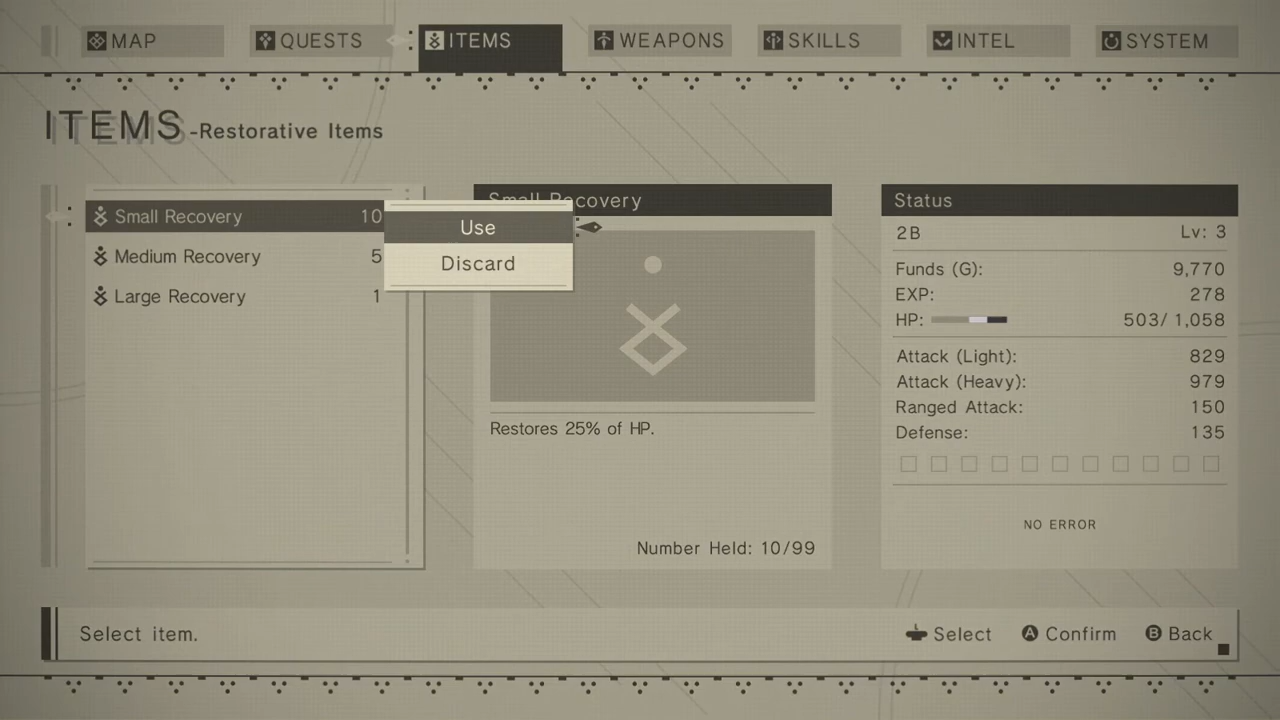 MAP QUESTS ITEMS WEAPONS SKILLS INTEL SYSTEM
ITEMS -Restorative Items
Small Recovery 10
Medium Recovery 5
Large Recovery 1
Use
Discard
Small Recovery
Restores 25% of HP.
Number Held: 10/99
Status
2B Lv: 3
Funds (G): 9,770
EXP: 278
HP: 503/ 1,058
Attack (Light): 829
Attack (Heavy): 979
Ranged Attack: 150
Defense: 135
NO ERROR
Select item.
Select A Confirm B Back